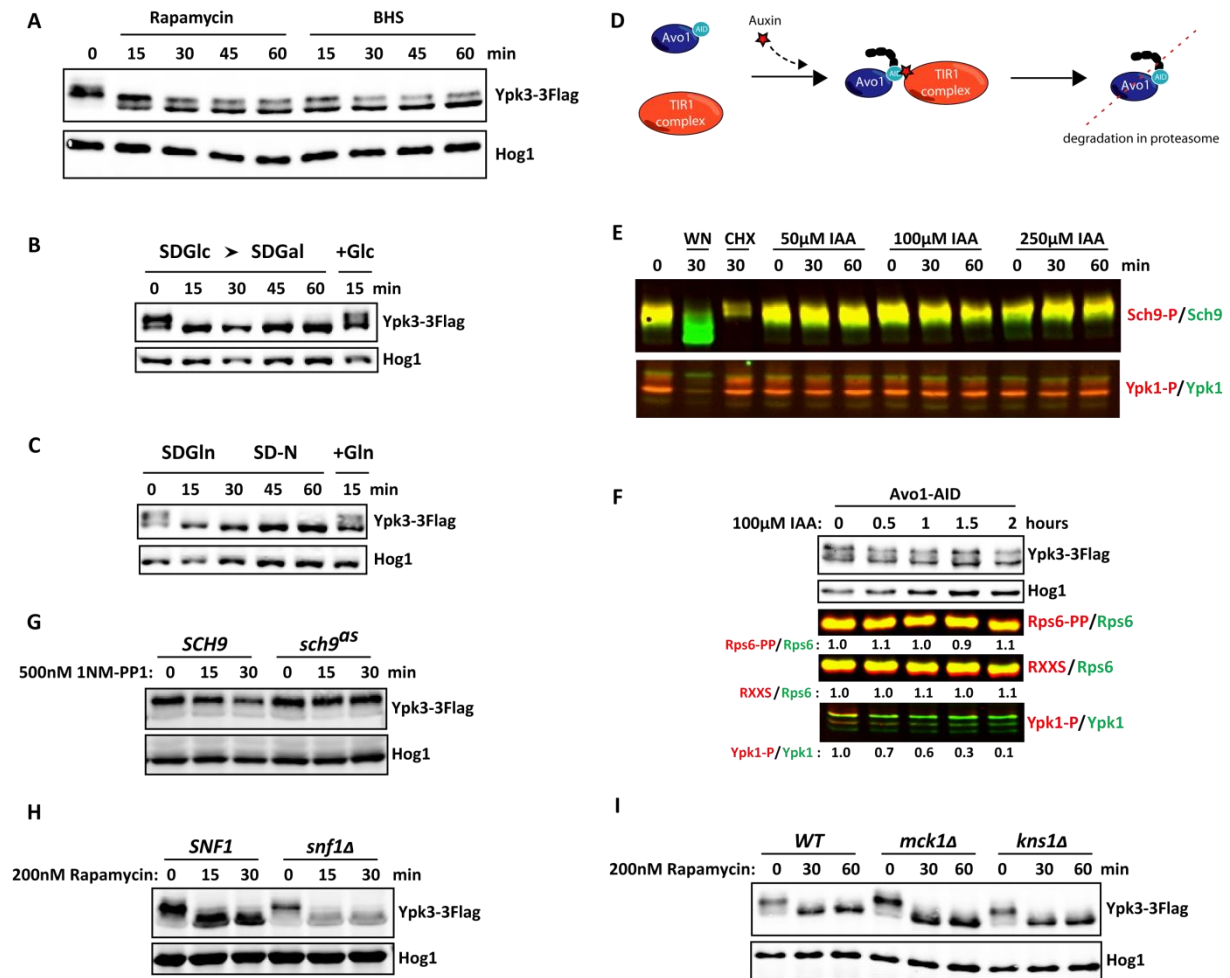 A
Rapamycin BHS
0 15 30 45 60 15 30 45 60 min
Ypk3-3Flag
Hog1
B
SDGlc ➤ SDGal +Glc
0 15 30 45 60 15 min
Ypk3-3Flag
Hog1
C
SDGln SD-N +Gln
0 15 30 45 60 15 min
Ypk3-3Flag
Hog1
D
Auxin
Avo1 AID
TIR1 complex
Avo1 AID
TIR1 complex
Avo1 AID
degradation in proteasome
E
WN CHX 50µM IAA 100µM IAA 250µM IAA
0 30 30 0 30 60 0 30 60 0 30 60 min
Sch9-P/Sch9
Ypk1-P/Ypk1
F
Avo1-AID
100µM IAA: 0 0.5 1 1.5 2 hours
Ypk3-3Flag
Hog1
Rps6-PP/Rps6
Rps6-PP/Rps6 : 1.0 1.1 1.0 0.9 1.1
RXXS/Rps6
RXXS/Rps6 : 1.0 1.0 1.1 1.0 1.1
Ypk1-P/Ypk1
Ypk1-P/Ypk1 : 1.0 0.7 0.6 0.3 0.1
G
SCH9 sch9as
500nM 1NM-PP1: 0 15 30 0 15 30 min
Ypk3-3Flag
Hog1
H
SNF1 snf1Δ
200nM Rapamycin: 0 15 30 0 15 30 min
Ypk3-3Flag
Hog1
I
WT mck1Δ kns1Δ
200nM Rapamycin: 0 30 60 0 30 60 0 30 60 min
Ypk3-3Flag
Hog1